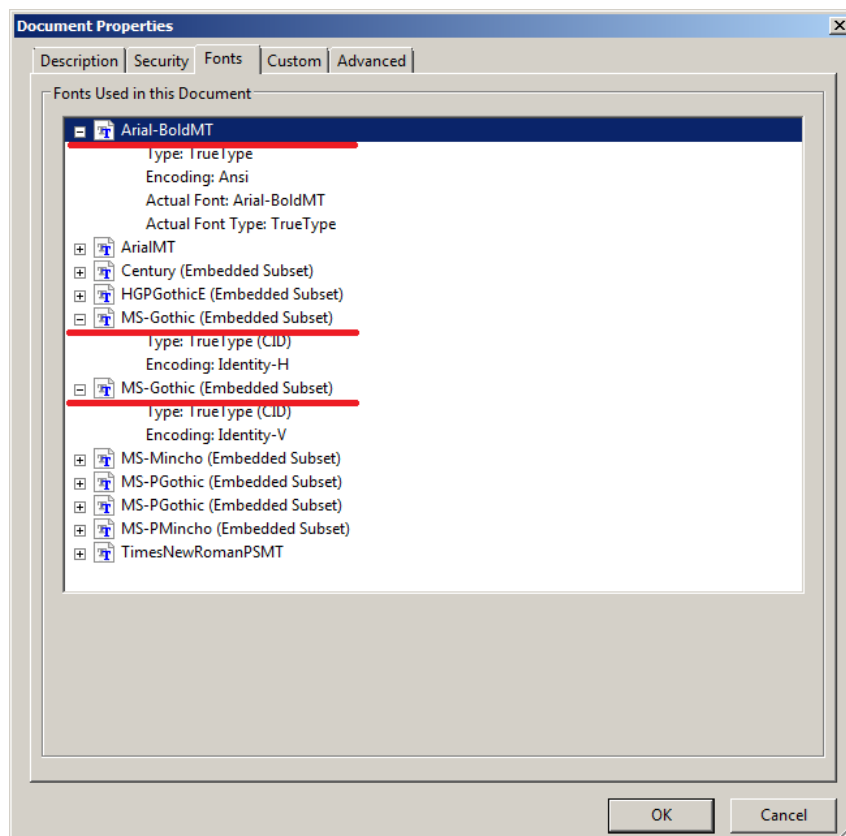 Document Properties
Description Security Fonts Custom Advanced
Fonts Used in this Document
Arial-BoldMT
Type: TrueType
Encoding: Ansi
Actual Font: Arial-BoldMT
Actual Font Type: TrueType
ArialMT
Century (Embedded Subset)
HGPGothicE (Embedded Subset)
MS-Gothic (Embedded Subset)
Type: TrueType (CID)
Encoding: Identity-H
MS-Gothic (Embedded Subset)
Type: TrueType (CID)
Encoding: Identity-V
MS-Mincho (Embedded Subset)
MS-PGothic (Embedded Subset)
MS-PGothic (Embedded Subset)
MS-PMincho (Embedded Subset)
TimesNewRomanPSMT
OK Cancel